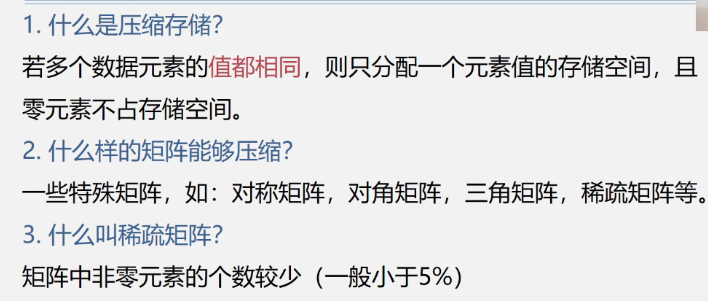 1. 什么是压缩存储？
若多个数据元素的值都相同，则只分配一个元素值的存储空间，且
零元素不占存储空间。
2. 什么样的矩阵能够压缩？
一些特殊矩阵，如：对称矩阵，对角矩阵，三角矩阵，稀疏矩阵等。
3. 什么叫稀疏矩阵？
矩阵中非零元素的个数较少（一般小于5%）